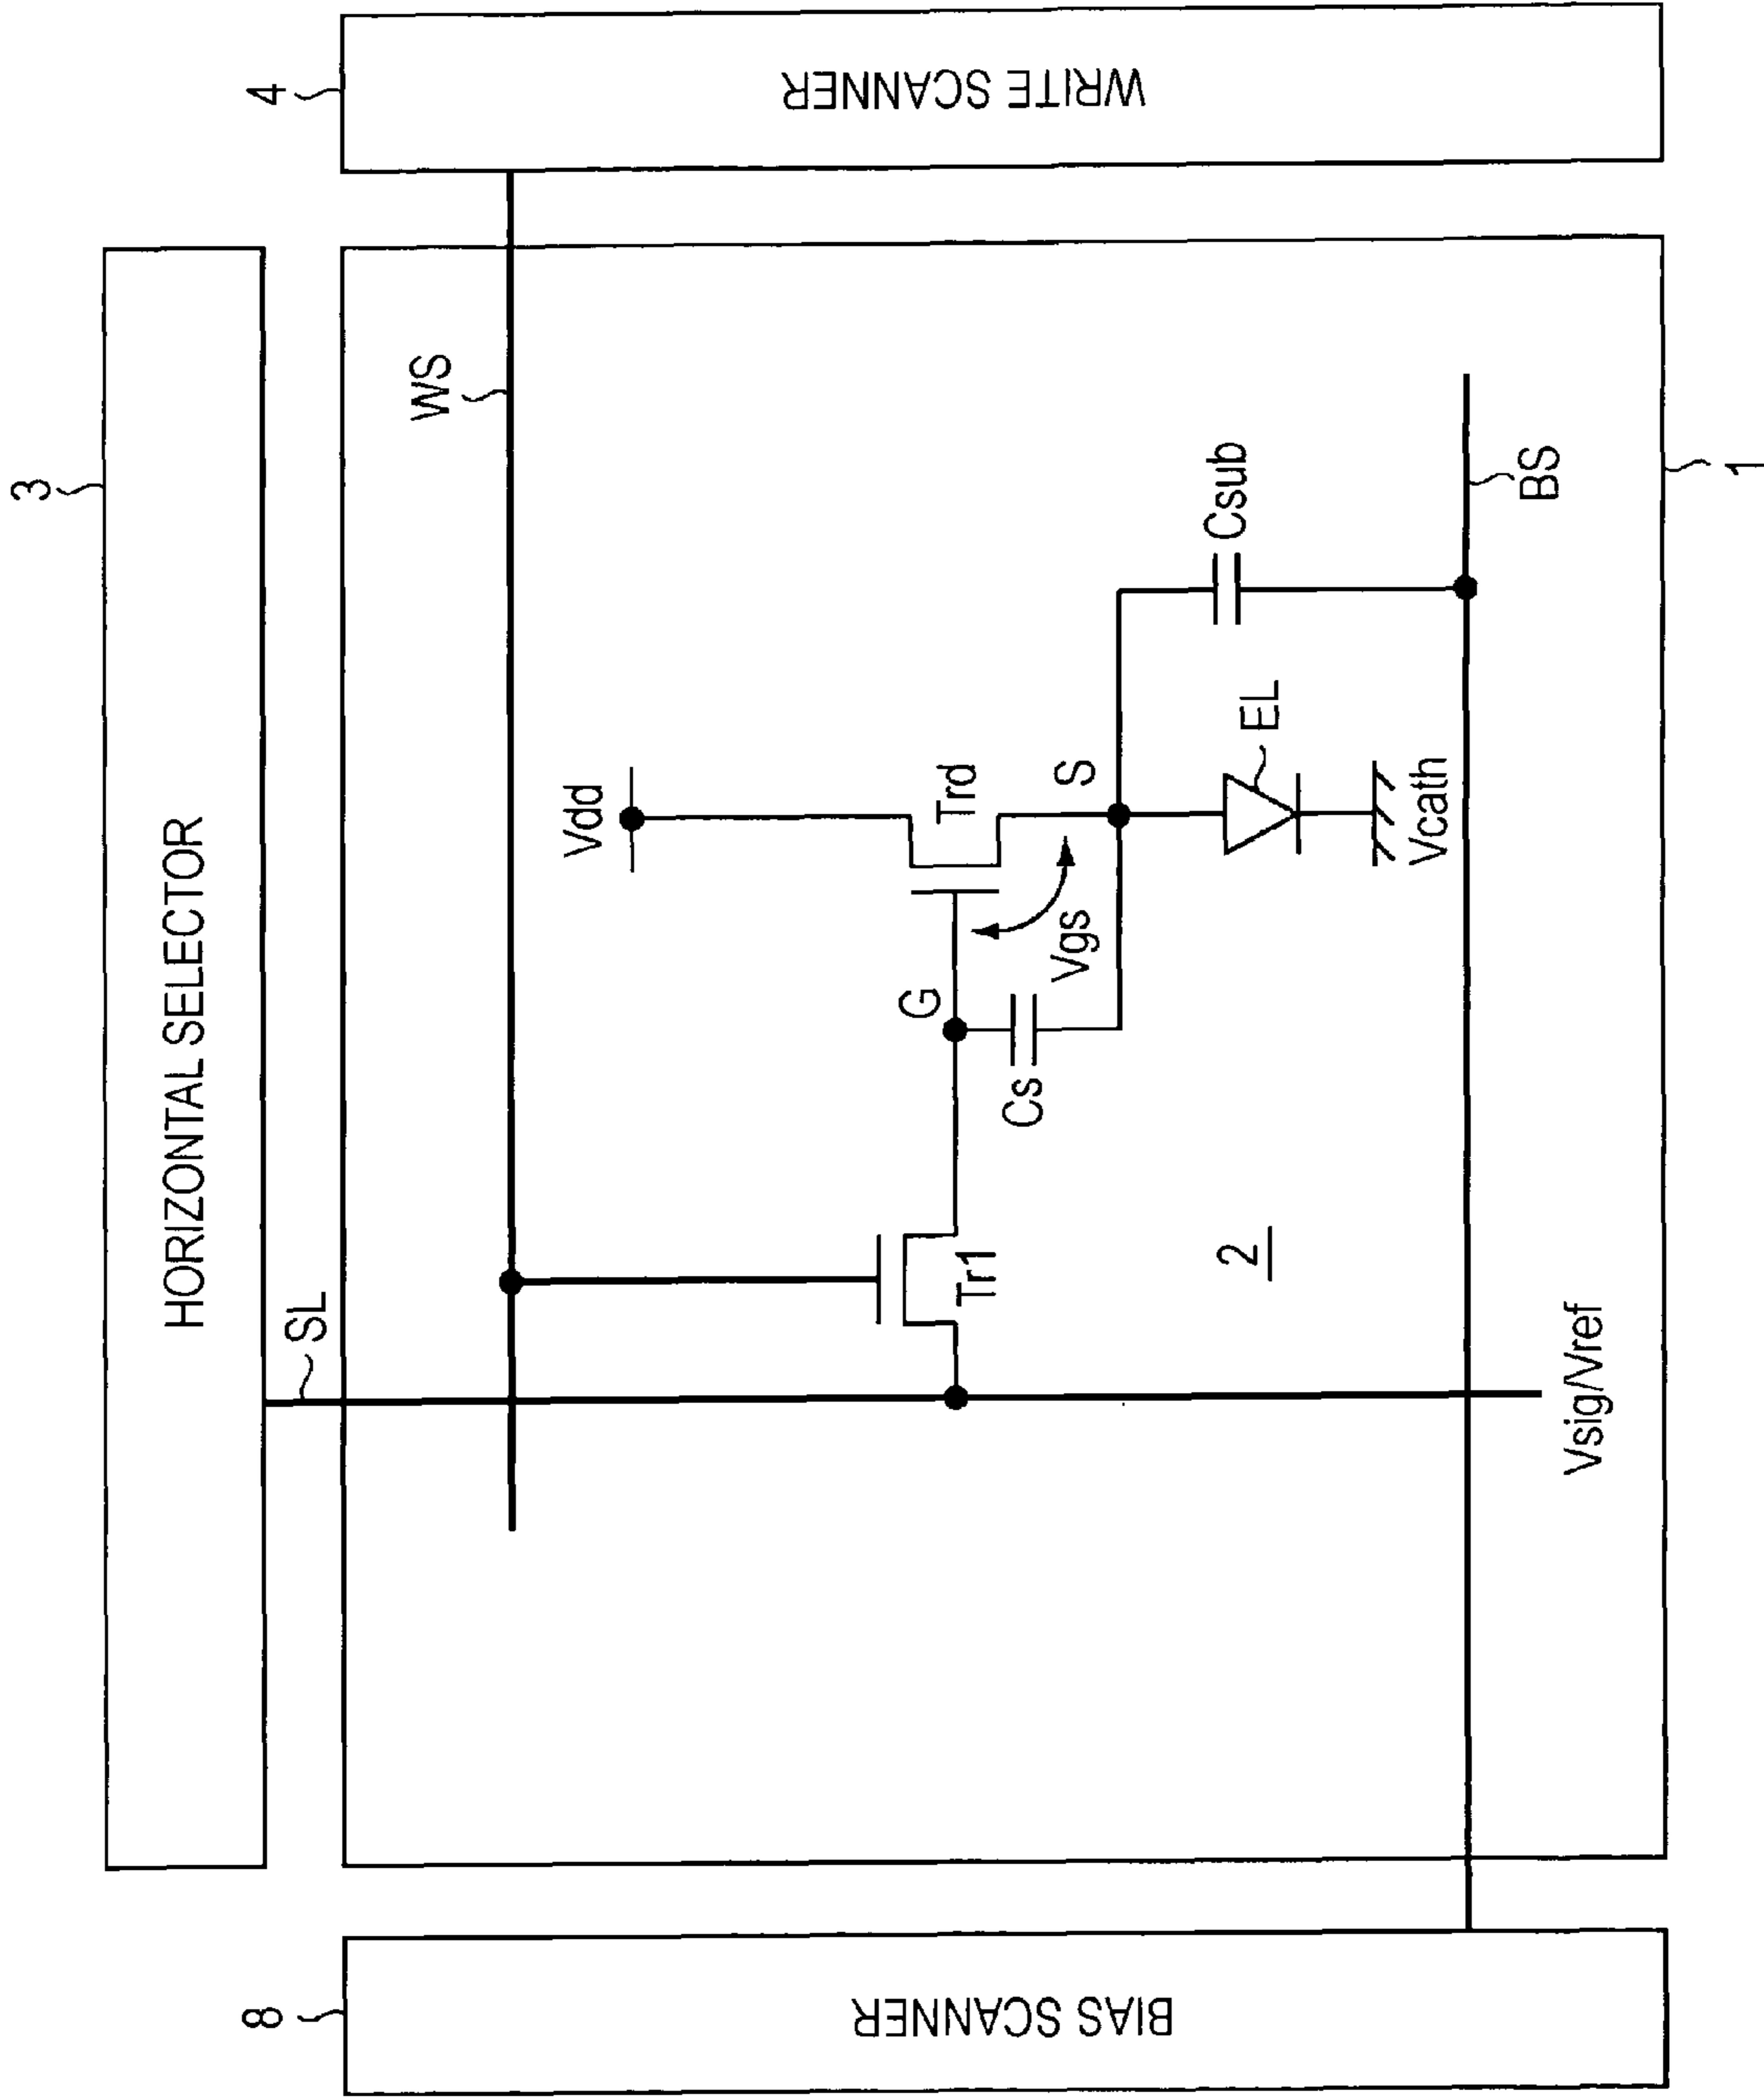 3
HORIZONTAL SELECTOR
8
BIAS SCANNER
4
WRITE SCANNER
SL
WS
Vdd
Trd
G
Tr1
Cs
Vgs
S
Csub
EL
2
Vcath
BS
Vsig/Vref
1